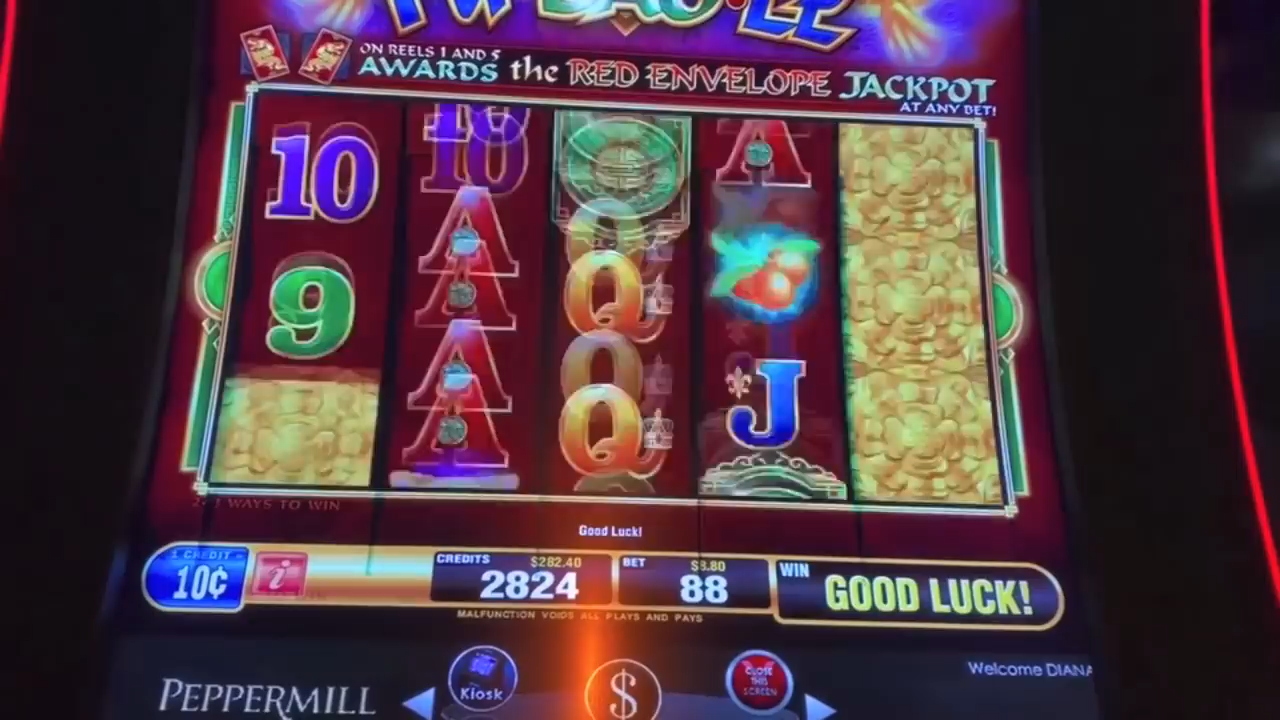 ON REELS 1 AND 5
AWARDS the RED ENVELOPE JACKPOT
AT ANY BET!
10 10 A
A
9 Q
A Q J
WAYS TO WIN
Good Luck!
1 CREDIT =
10¢
i
CREDITS $282.40
2824
BET $8.80
88
WIN GOOD LUCK!
MALFUNCTION VOIDS ALL PLAYS AND PAYS
PEPPERMILL
Kiosk
$
CLOSE
THIS
SCREEN
Welcome DIANA